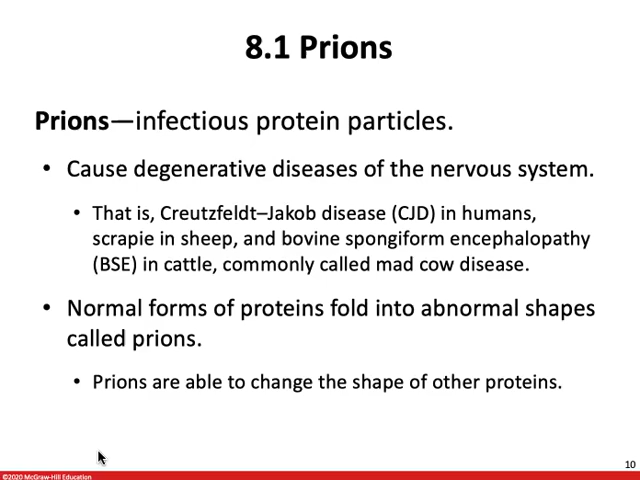 8.1 Prions
Prions—infectious protein particles.
• Cause degenerative diseases of the nervous system.
• That is, Creutzfeldt–Jakob disease (CJD) in humans,
scrapie in sheep, and bovine spongiform encephalopathy
(BSE) in cattle, commonly called mad cow disease.
• Normal forms of proteins fold into abnormal shapes
called prions.
• Prions are able to change the shape of other proteins.
10
©2020 McGraw-Hill Education